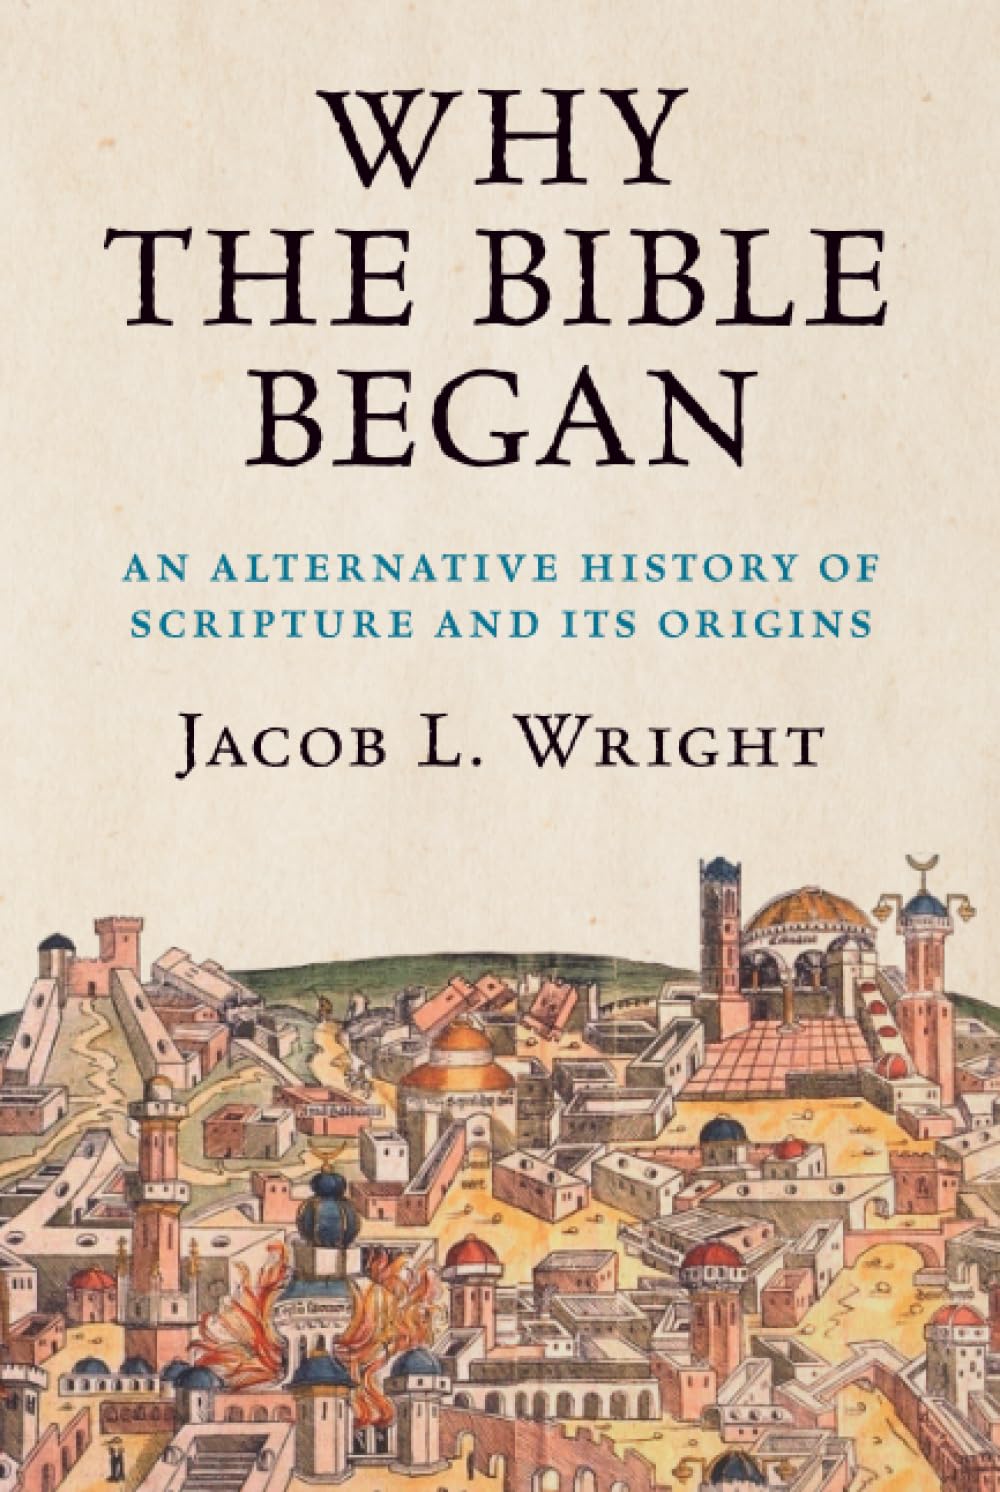 WHY
THE BIBLE
BEGAN
AN ALTERNATIVE HISTORY OF
SCRIPTURE AND ITS ORIGINS
JACOB L. WRIGHT